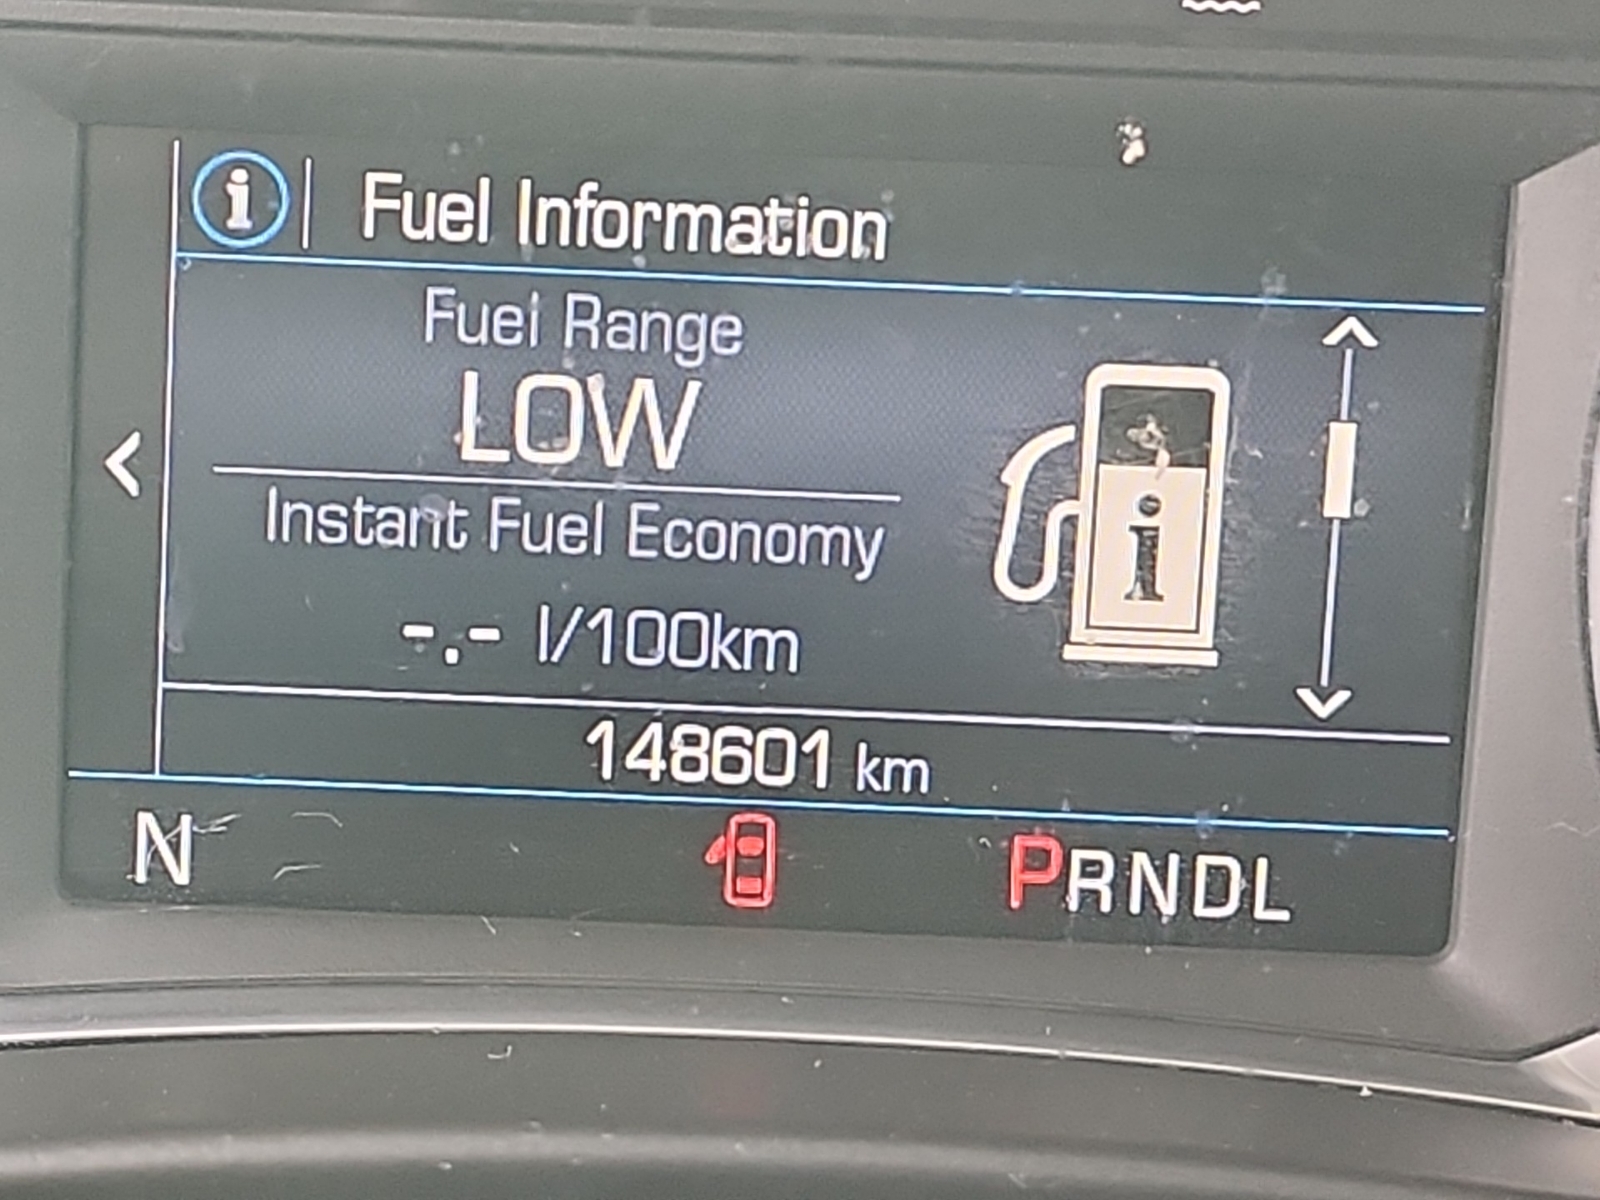 i Fuel Information
Fuel Range
LOW
Instant Fuel Economy
-.- l/100km
i
148601 km
N PRNDL